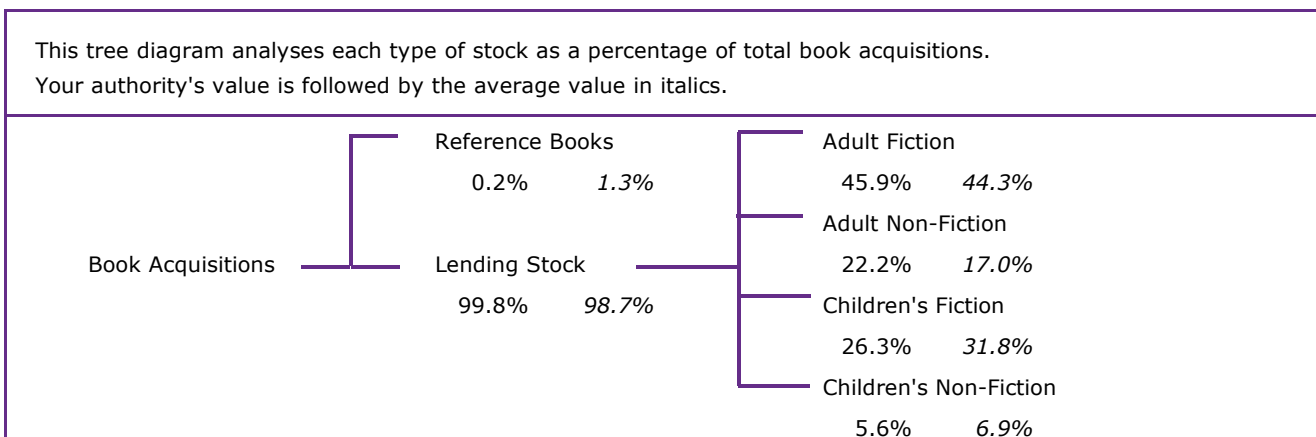 This tree diagram analyses each type of stock as a percentage of total book acquisitions.
Your authority's value is followed by the average value in italics.
Reference Books
0.2% 1.3%
Book Acquisitions
Lending Stock
99.8% 98.7%
Adult Fiction
45.9% 44.3%
Adult Non-Fiction
22.2% 17.0%
Children's Fiction
26.3% 31.8%
Children's Non-Fiction
5.6% 6.9%